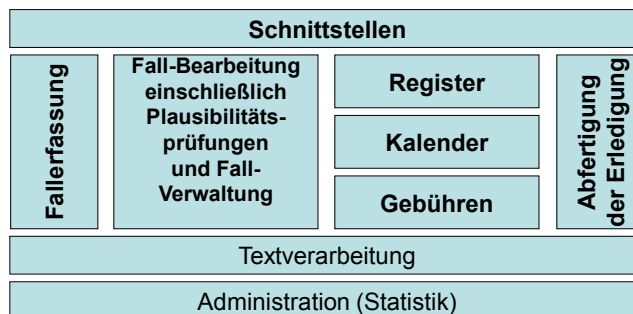 Schnittstellen
Fallerfassung
Fall-Bearbeitung
einschließlich
Plausibilitäts-
prüfungen
und Fall-
Verwaltung
Register
Kalender
Gebühren
Abfertigung
der Erledigung
Textverarbeitung
Administration (Statistik)